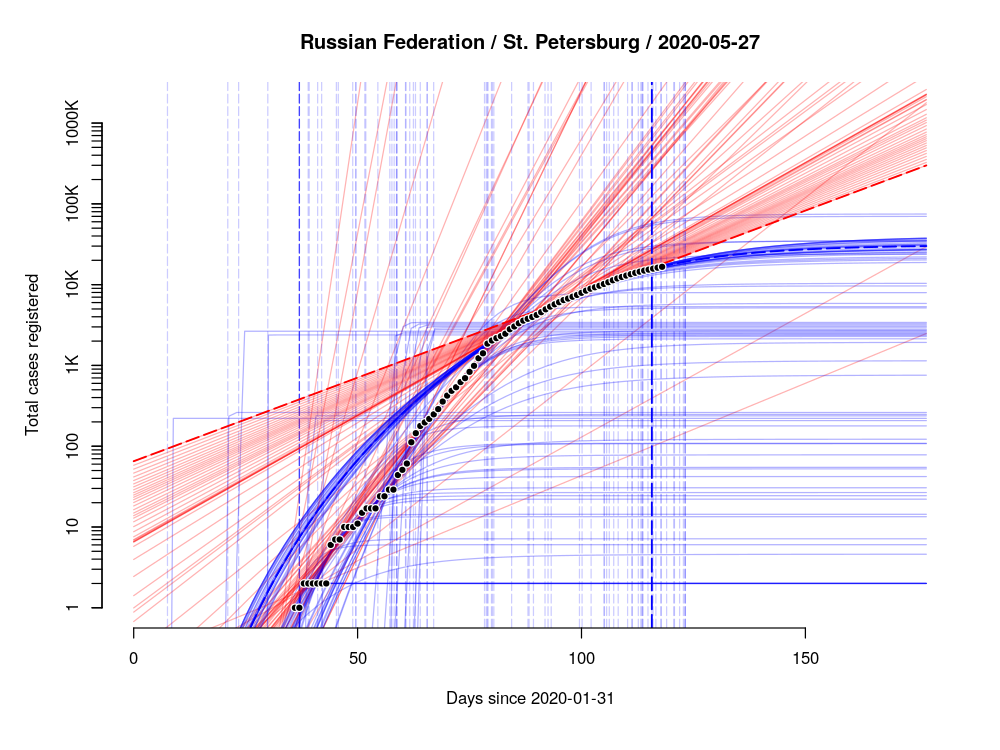 Russian Federation / St. Petersburg / 2020-05-27
Total cases registered
1000K
100K
10K
1K
100
10
1
0 50 100 150
Days since 2020-01-31